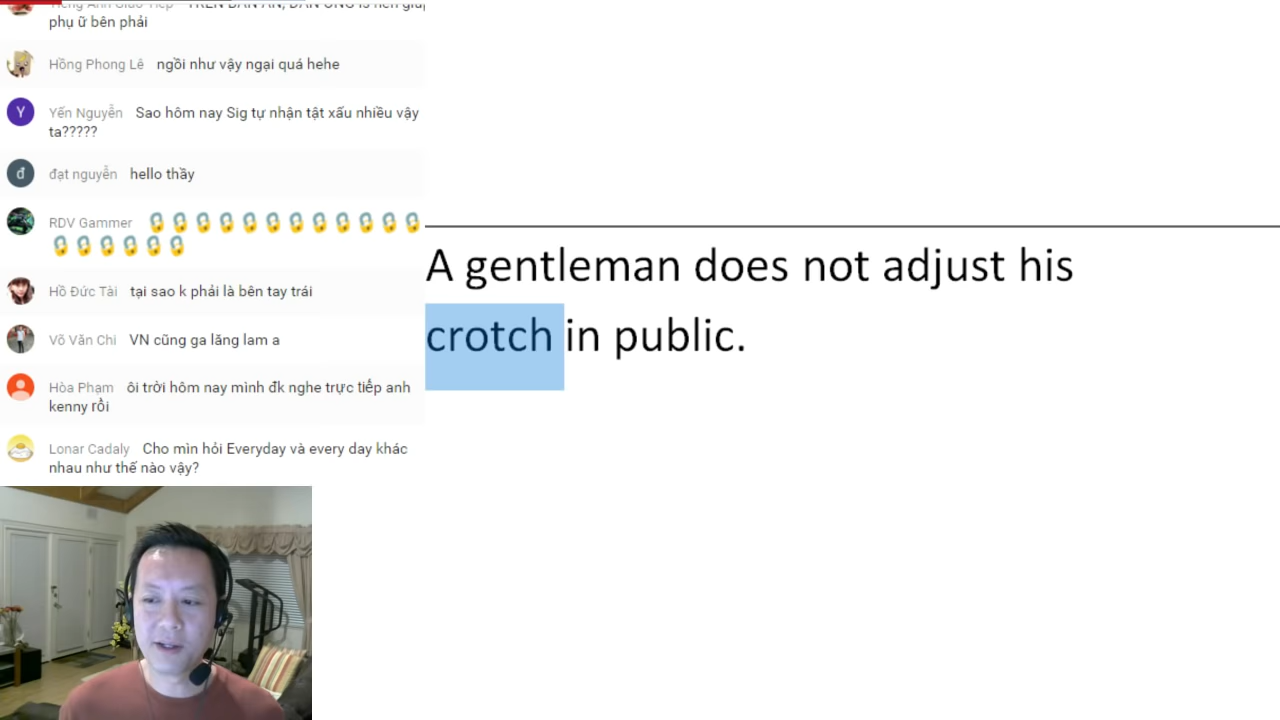 phụ ữ bên phải
Hồng Phong Lê ngồi như vậy ngại quá hehe
Yến Nguyễn Sao hôm nay Sig tự nhận tật xấu nhiều vậy
ta?????
Y
đạt nguyễn hello thầy
đ
RDV Gammer 🔓🔓🔓🔓🔓🔓🔓🔓🔓🔓🔓🔓
🔓🔓🔓🔓🔓🔓
Hồ Đức Tài tại sao k phải là bên tay trái
Võ Văn Chi VN cũng ga lăng lam a
Hòa Phạm ôi trời hôm nay mình đk nghe trực tiếp anh
kenny rồi
Lonar Cadaly Cho mìn hỏi Everyday và every day khác
nhau như thế nào vậy?
A gentleman does not adjust his
crotch in public.